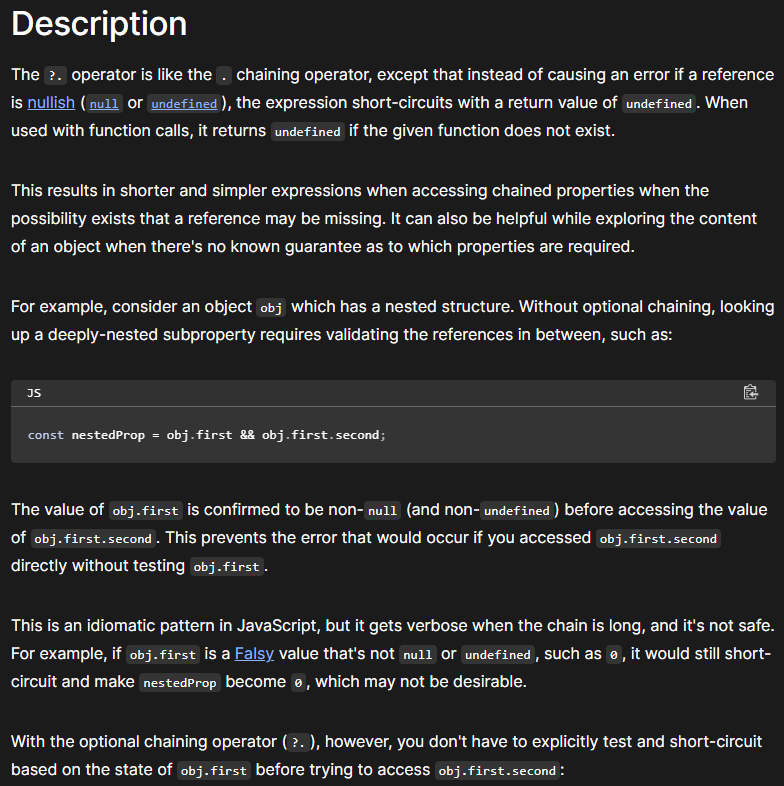 Description
The ?. operator is like the . chaining operator, except that instead of causing an error if a reference
is nullish (null or undefined), the expression short-circuits with a return value of undefined. When
used with function calls, it returns undefined if the given function does not exist.
This results in shorter and simpler expressions when accessing chained properties when the
possibility exists that a reference may be missing. It can also be helpful while exploring the content
of an object when there's no known guarantee as to which properties are required.
For example, consider an object obj which has a nested structure. Without optional chaining, looking
up a deeply-nested subproperty requires validating the references in between, such as:
JS
const nestedProp = obj.first && obj.first.second;
The value of obj.first is confirmed to be non-null (and non-undefined) before accessing the value
of obj.first.second. This prevents the error that would occur if you accessed obj.first.second
directly without testing obj.first.
This is an idiomatic pattern in JavaScript, but it gets verbose when the chain is long, and it's not safe.
For example, if obj.first is a Falsy value that's not null or undefined, such as 0, it would still short-
circuit and make nestedProp become 0, which may not be desirable.
With the optional chaining operator (?.), however, you don't have to explicitly test and short-circuit
based on the state of obj.first before trying to access obj.first.second: